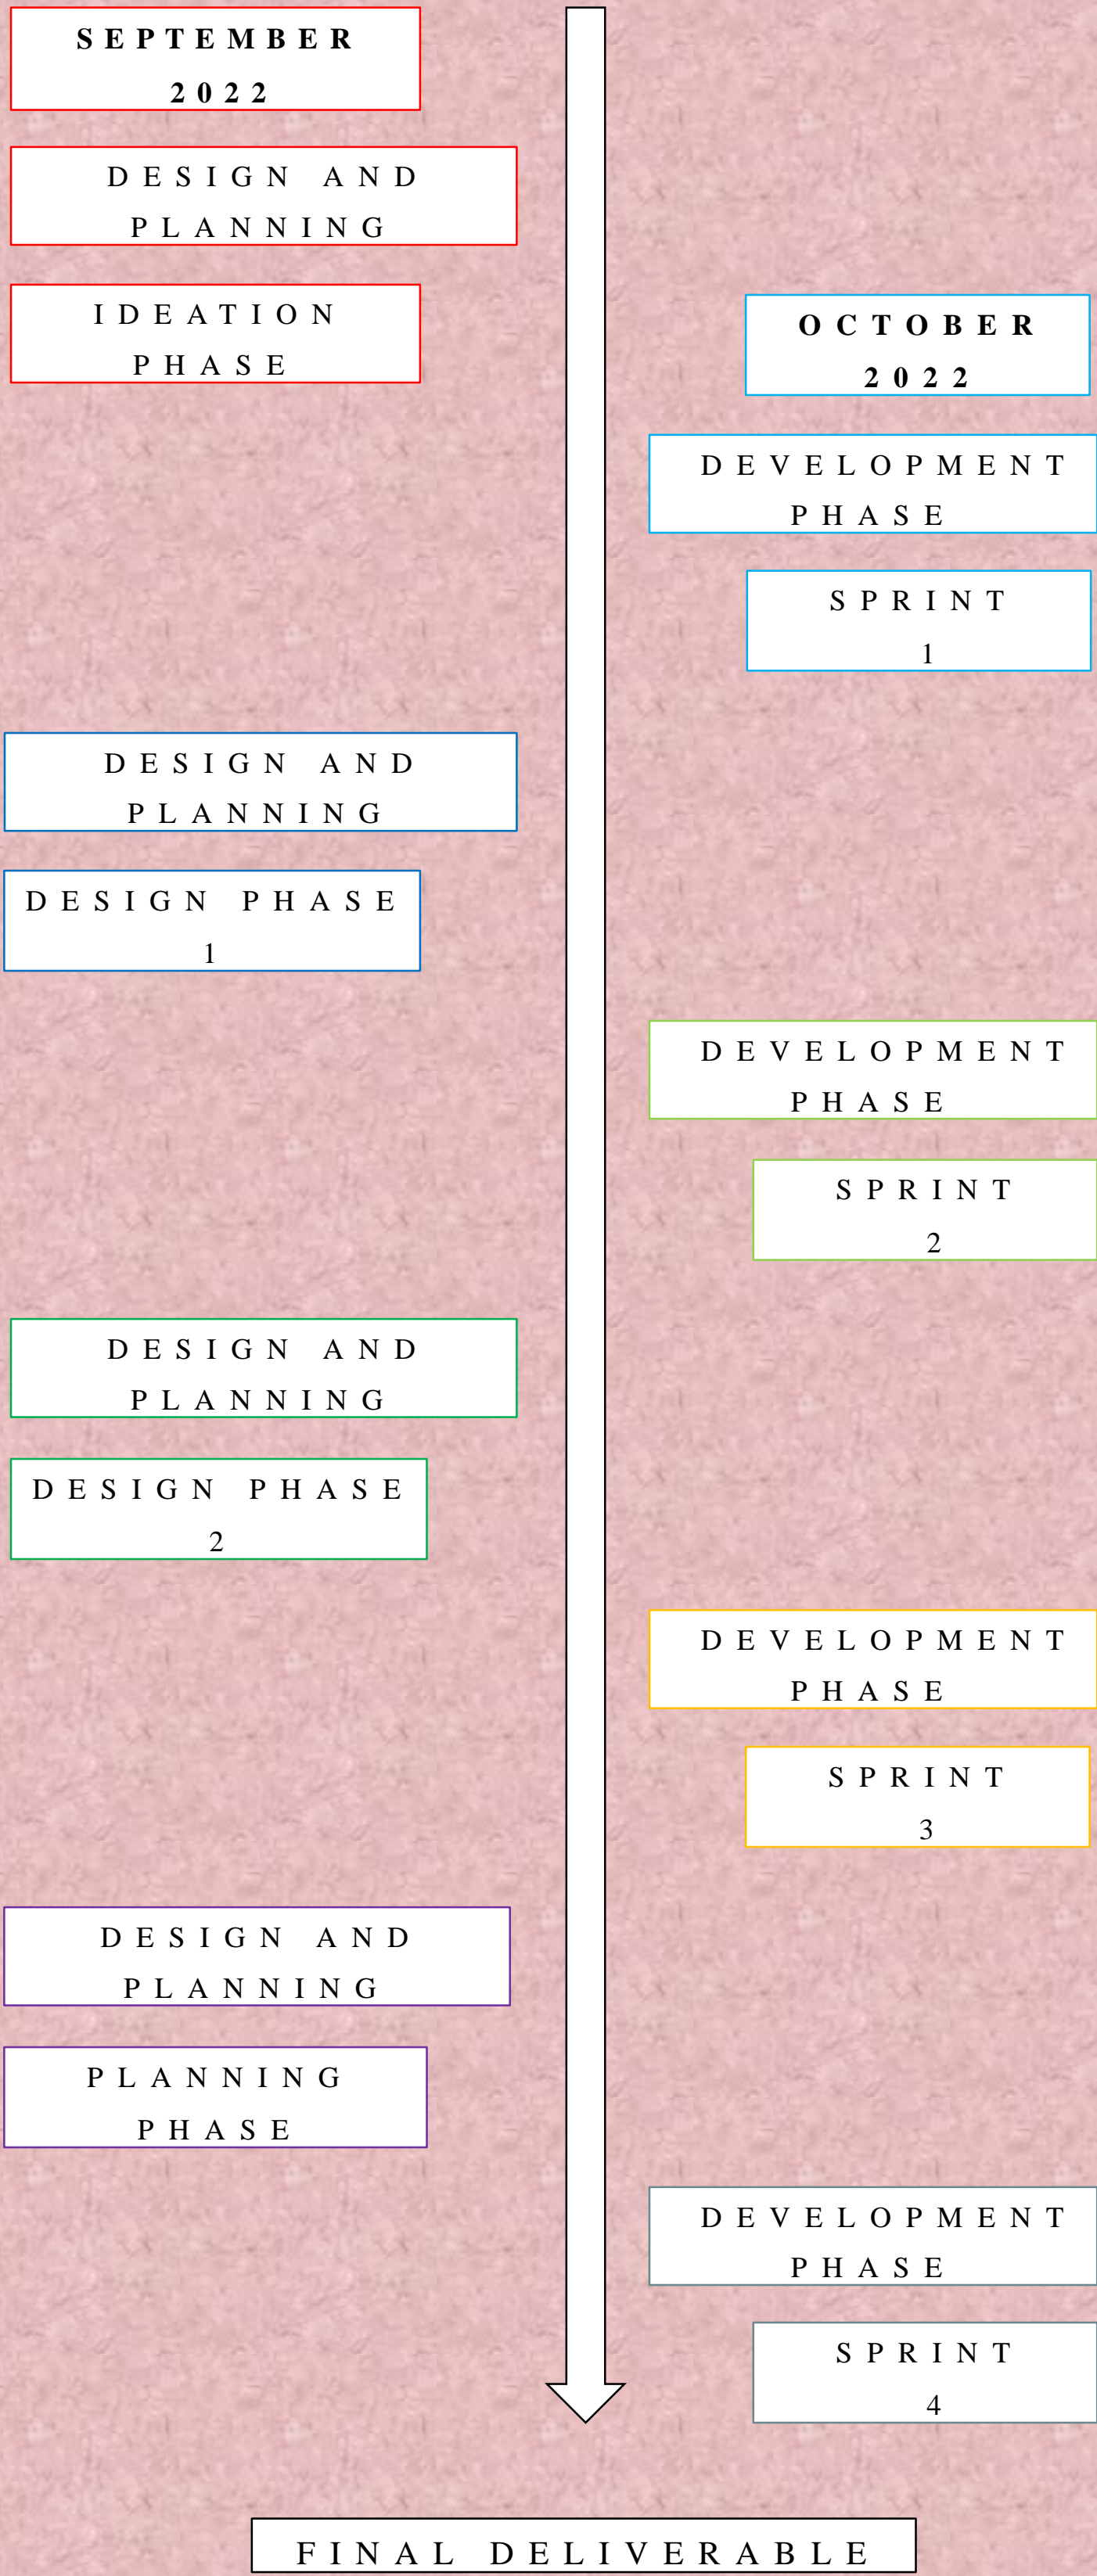 SEPTEMBER
2022
DESIGN AND
PLANNING
IDEATION
PHASE
OCTOBER
2022
DEVELOPMENT
PHASE
SPRINT
1
DESIGN AND
PLANNING
DESIGN PHASE
1
DEVELOPMENT
PHASE
SPRINT
2
DESIGN AND
PLANNING
DESIGN PHASE
2
DEVELOPMENT
PHASE
SPRINT
3
DESIGN AND
PLANNING
PLANNING
PHASE
DEVELOPMENT
PHASE
SPRINT
4
FINAL DELIVERABLE